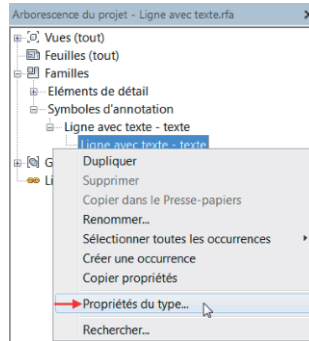 Arborescence du projet - Ligne avec texte.rfa
Vues (tout)
Feuilles (tout)
Familles
Eléments de détail
Symboles d'annotation
Ligne avec texte - texte
Ligne avec texte - texte
G
Li
Dupliquer
Supprimer
Copier dans le Presse-papiers
Renommer...
Sélectionner toutes les occurrences
Créer une occurrence
Copier propriétés
Propriétés du type...
Rechercher...